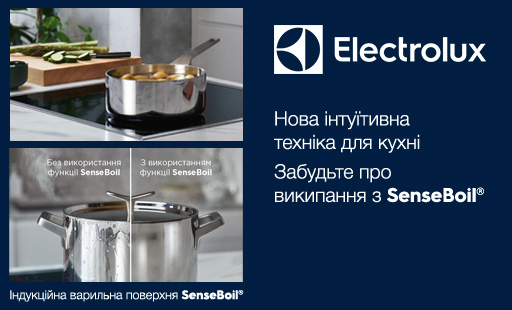 Electrolux
Нова інтуїтивна
техніка для кухні
Забудьте про
википання з SenseBoil®
Без використання
функції SenseBoil
З використанням
функції SenseBoil
Індукційна варильна поверхня SenseBoil®